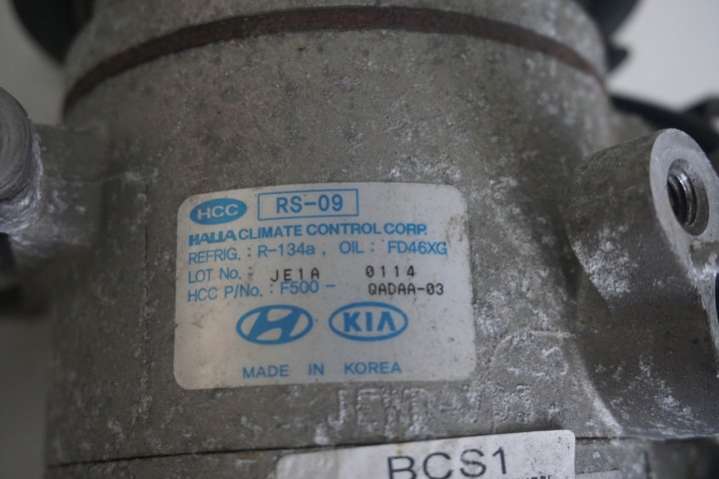 HCC RS-09
HALLA CLIMATE CONTROL CORP.
REFRIG. : R-134a , OIL : FD46XG
LOT No. : JE1A 0114
HCC P/No. : F500 - QADAA-03
KIA
MADE IN KOREA
BCS1